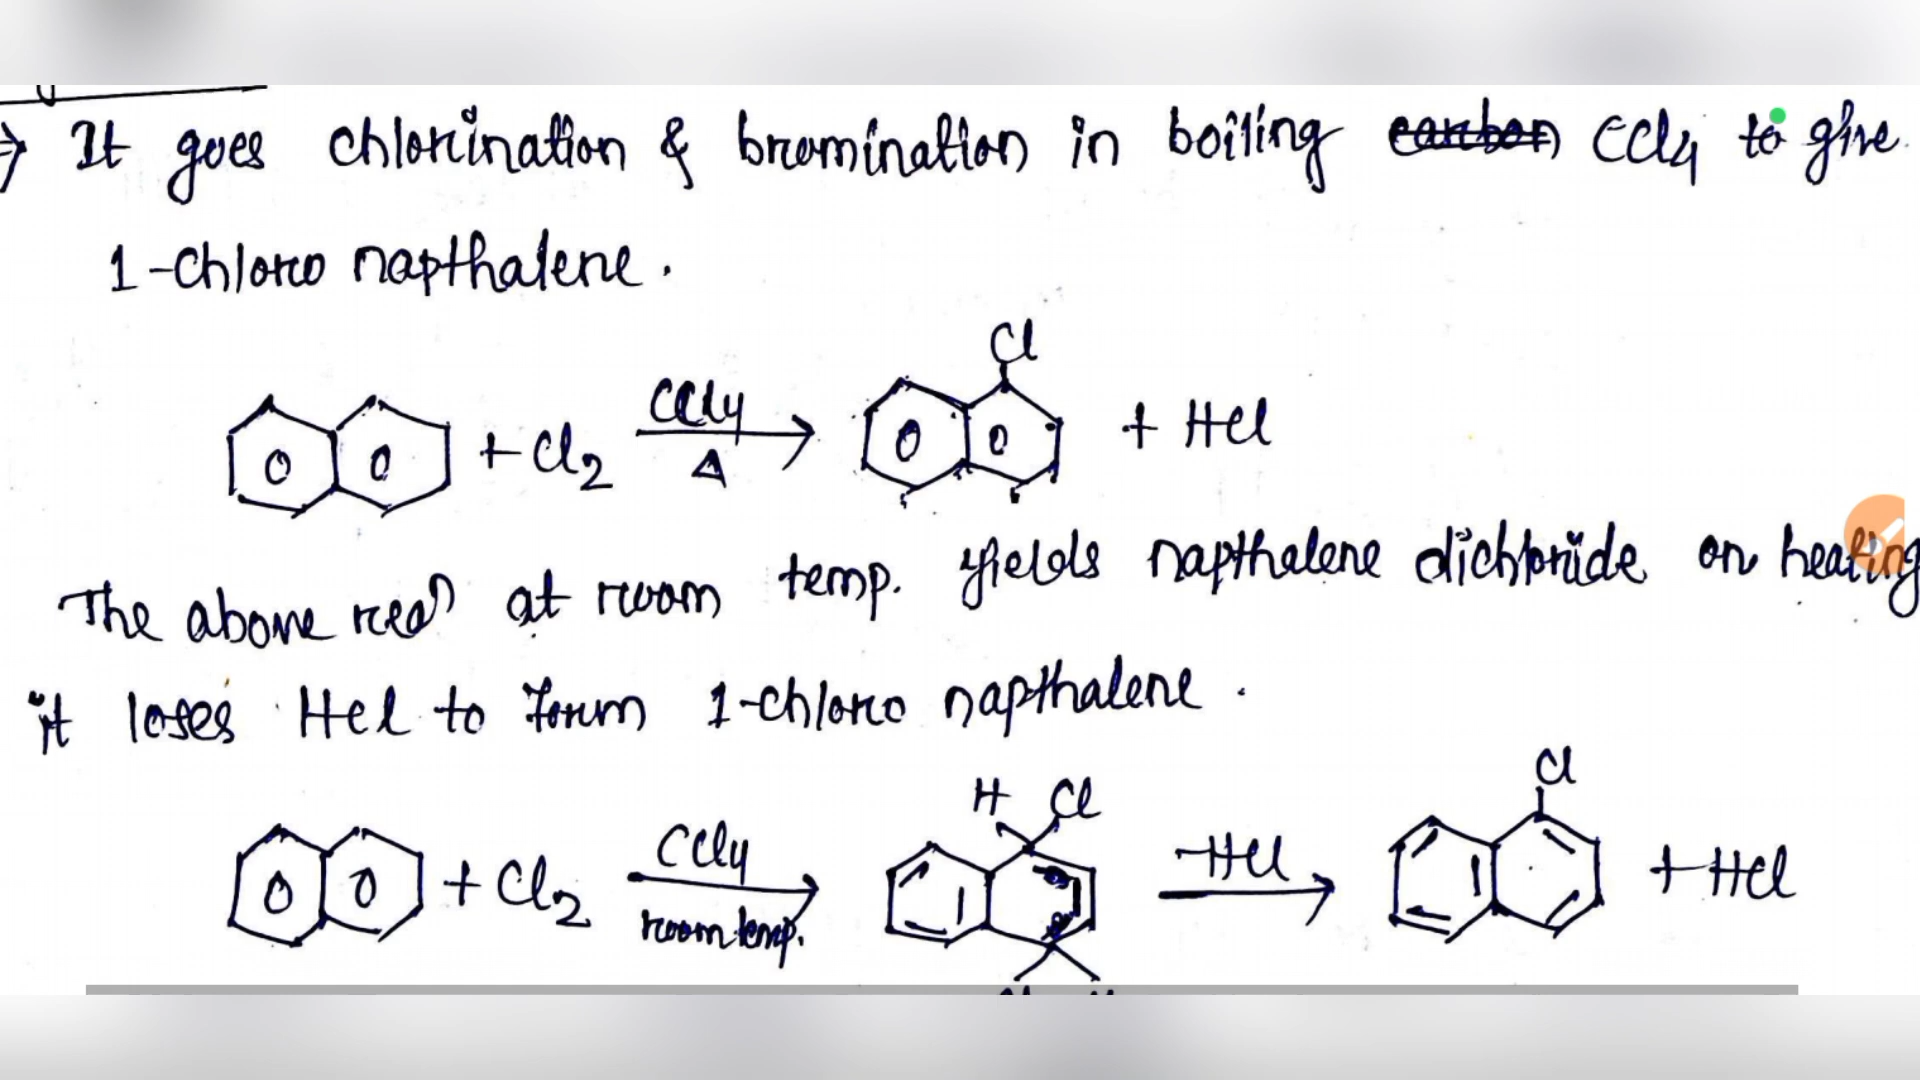 ⇒ It goes chlorination & bromination in boiling carbon CCl4 to give
1-chloro napthalene.
Cl
+ Cl2 CCl4 Δ + HCl
The above reaⁿ at room temp. yields napthalene dichloride on heating
it loses HCl to form 1-chloro napthalene.
H Cl Cl
+ Cl2 CCl4 room temp. -HCl + HCl